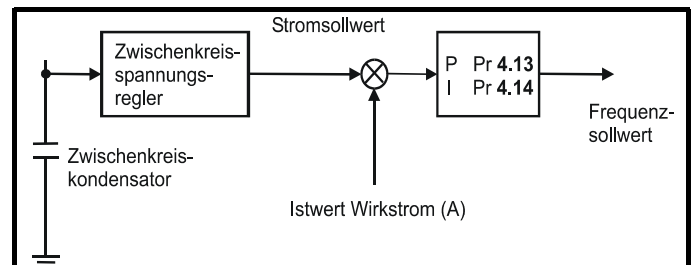 Stromsollwert
Zwischenkreis-
spannungs-
regler
P Pr 4.13
I Pr 4.14
Frequenz-
sollwert
Zwischenkreis-
kondensator
Istwert Wirkstrom (A)